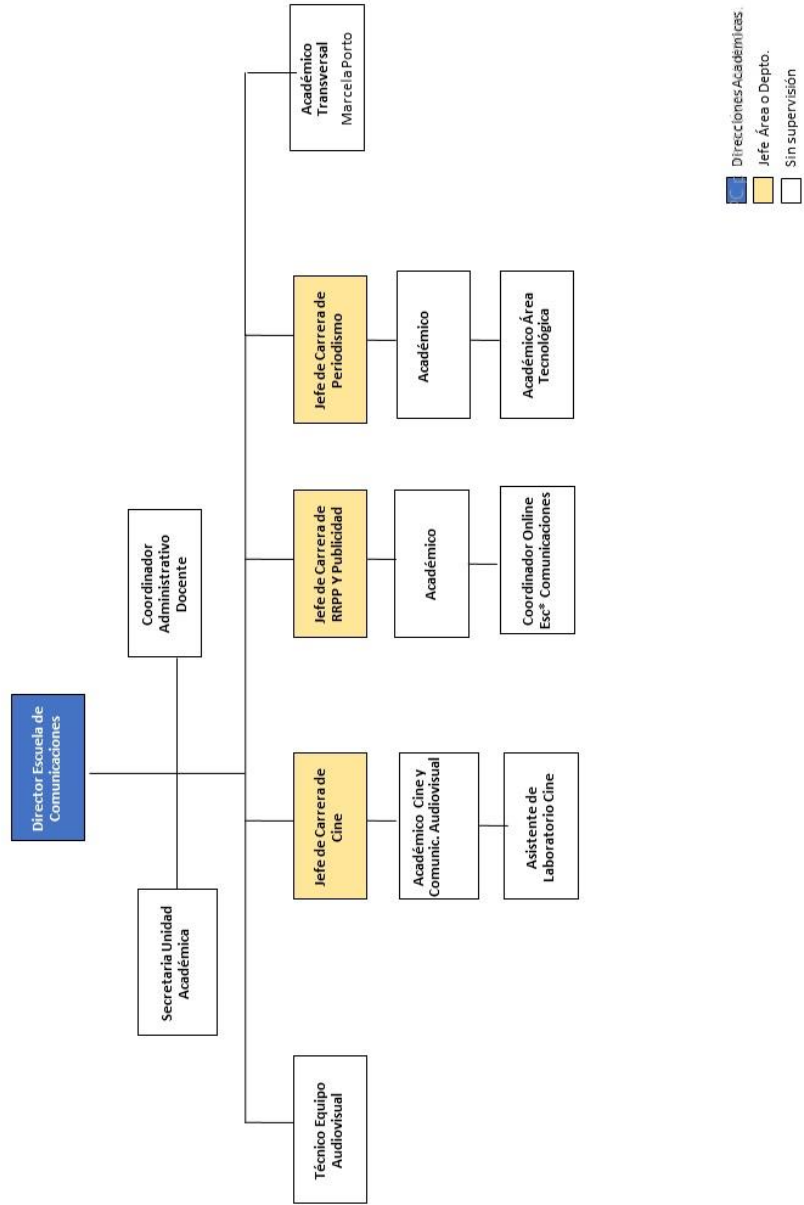 Director Escuela de
Comunicaciones
Secretaria Unidad
Académica
Coordinador
Administrativo
Docente
Técnico Equipo
Audiovisual
Jefe de Carrera de
Cine
Académico Cine y
Comunic. Audiovisual
Asistente de
Laboratorio Cine
Jefe de Carrera de
RRPP Y Publicidad
Académico
Coordinador Online
Esc* Comunicaciones
Jefe de Carrera de
Periodismo
Académico
Académico Área
Tecnológica
Académico
Transversal
Marcela Porto
Direcciones Académicas.
Jefe Área o Depto.
Sin supervisión